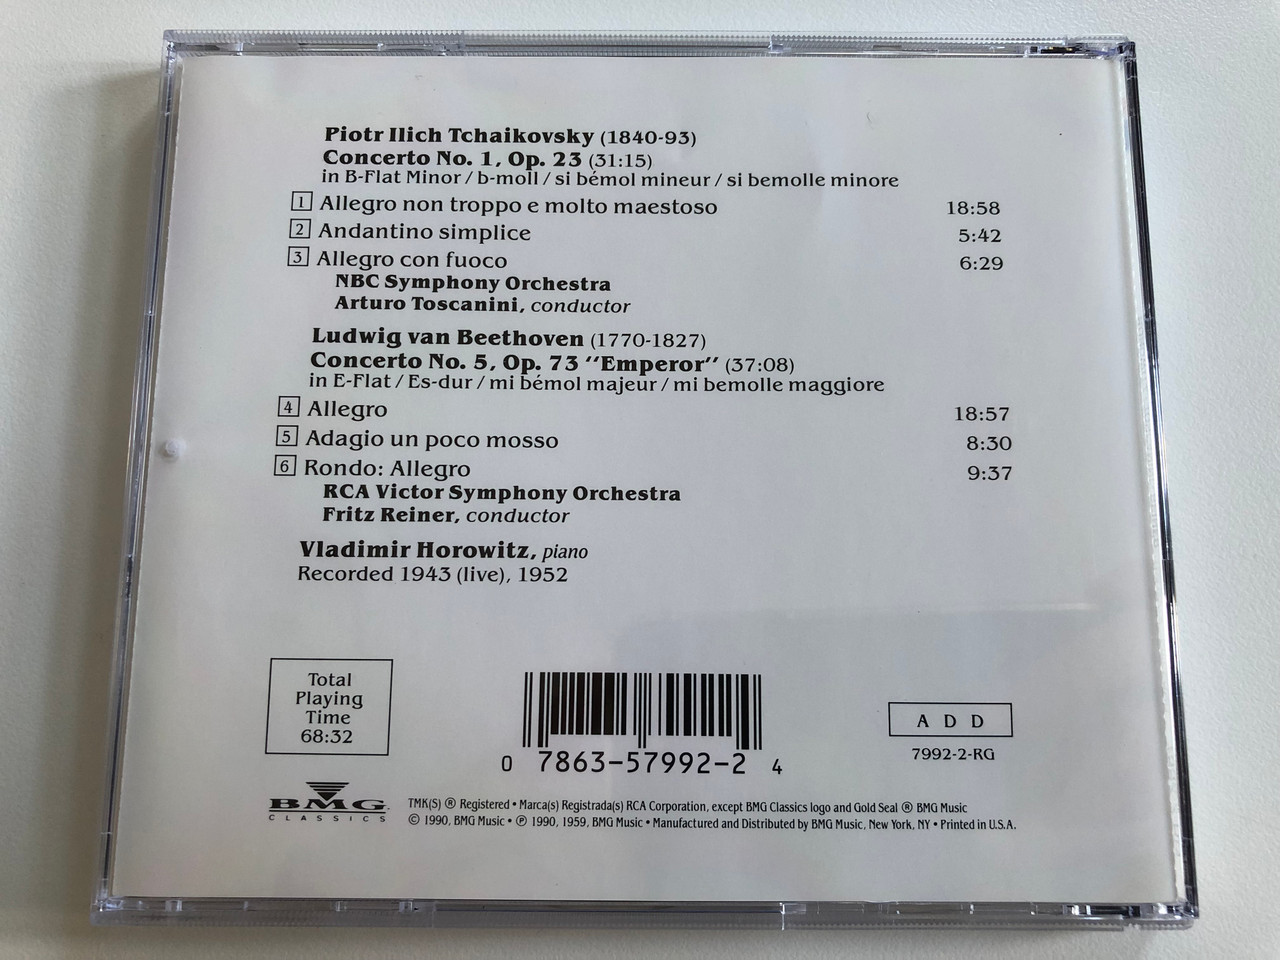 Piotr Ilich Tchaikovsky (1840-93)
Concerto No. 1, Op. 23 (31:15)
in B-Flat Minor / b-moll / si bémol mineur / si bemolle minore
1 Allegro non troppo e molto maestoso 18:58
2 Andantino simplice 5:42
3 Allegro con fuoco 6:29
NBC Symphony Orchestra
Arturo Toscanini, conductor
Ludwig van Beethoven (1770-1827)
Concerto No. 5, Op. 73 "Emperor" (37:08)
in E-Flat / Es-dur / mi bémol majeur / mi bemolle maggiore
4 Allegro 18:57
5 Adagio un poco mosso 8:30
6 Rondo: Allegro 9:37
RCA Victor Symphony Orchestra
Fritz Reiner, conductor
Vladimir Horowitz, piano
Recorded 1943 (live), 1952
Total
Playing
Time
68:32
0 7863-57992-2 4
A D D
7992-2-RG
BMG
CLASSICS
TMK(S) ® Registered • Marca(s) Registrada(s) RCA Corporation, except BMG Classics logo and Gold Seal ® BMG Music
© 1990, BMG Music • ℗ 1990, 1959, BMG Music • Manufactured and Distributed by BMG Music, New York, NY • Printed in U.S.A.